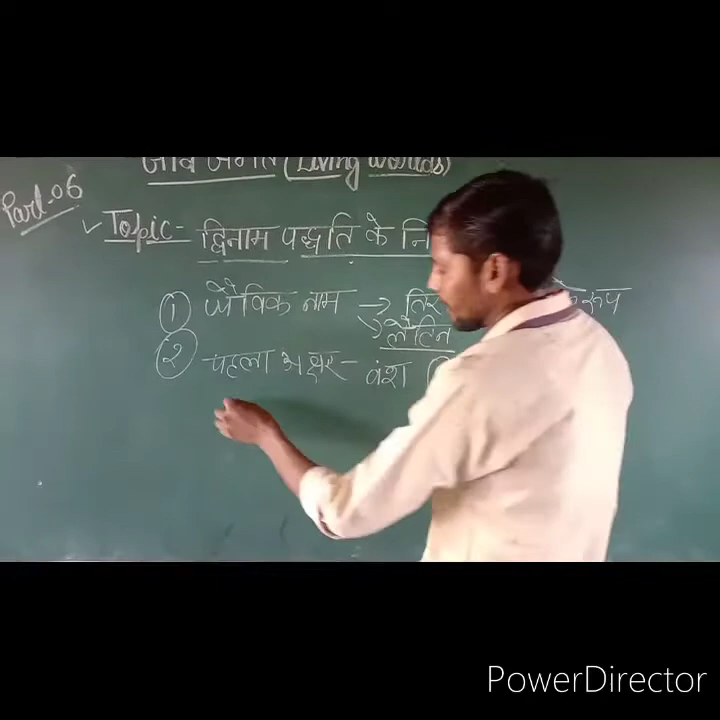 जीव जगत (Living worlds)
Part-06
Topic- द्विनाम पद्धति के नि
① जैविक नाम → रूप
→ लैटिन
② पहला अक्षर- वंश
PowerDirector